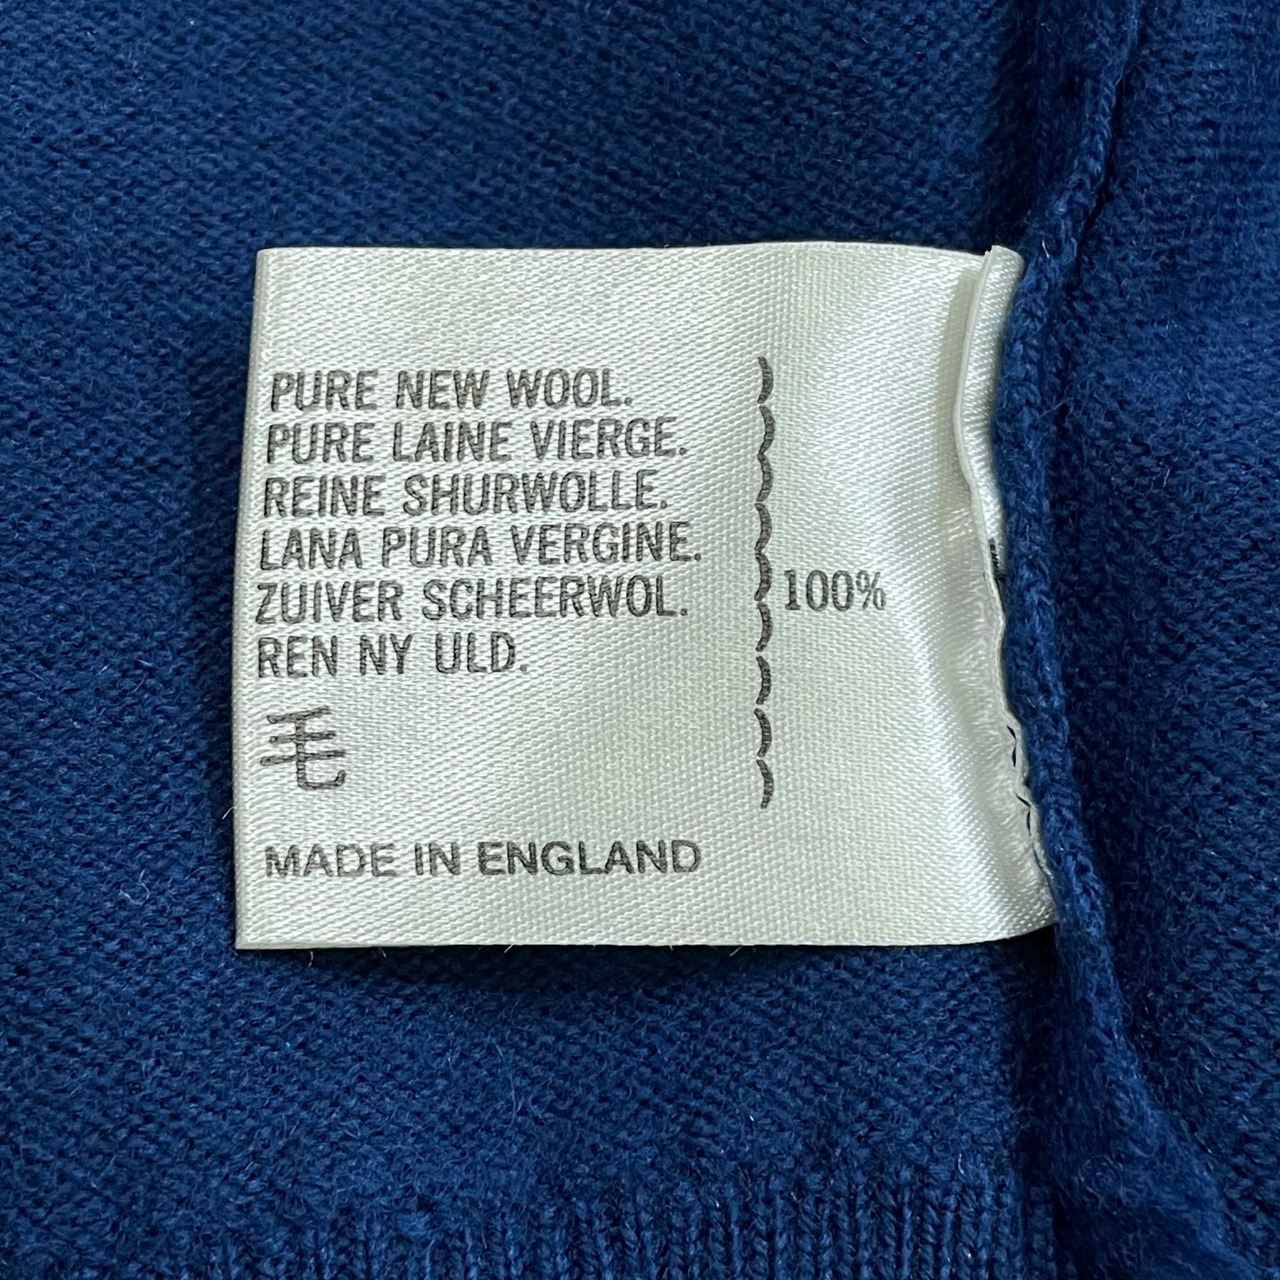 PURE NEW WOOL.
PURE LAINE VIERGE.
REINE SHURWOLLE.
LANA PURA VERGINE.
ZUIVER SCHEERWOL.
100%
REN NY ULD.
毛
MADE IN ENGLAND